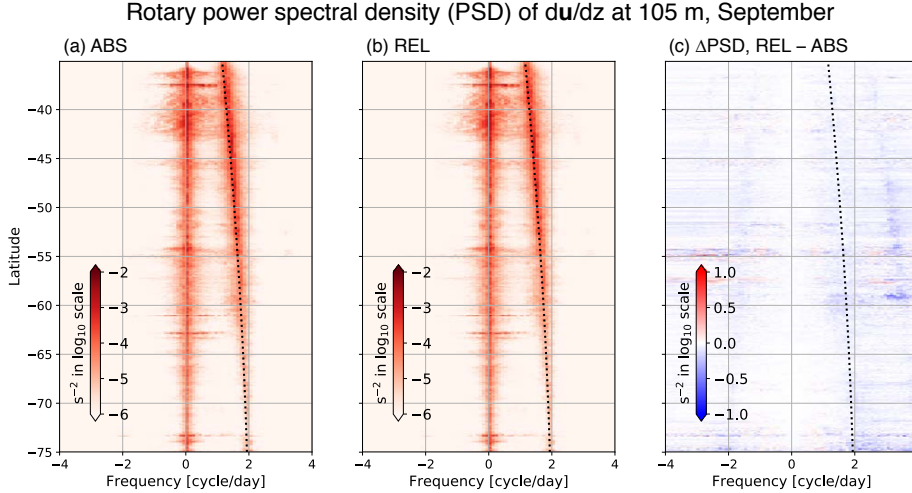 Rotary power spectral density (PSD) of du/dz at 105 m, September
(a) ABS
(b) REL
(c) ΔPSD, REL − ABS
Latitude
−40
−45
−50
−55
−60
−65
−70
−75
s⁻² in log₁₀ scale
−2
−3
−4
−5
−6
s⁻² in log₁₀ scale
−2
−3
−4
−5
−6
s⁻² in log₁₀ scale
1.0
0.5
0.0
−0.5
−1.0
−4 −2 0 2 4
−4 −2 0 2 4
−4 −2 0 2
Frequency [cycle/day]
Frequency [cycle/day]
Frequency [cycle/day]